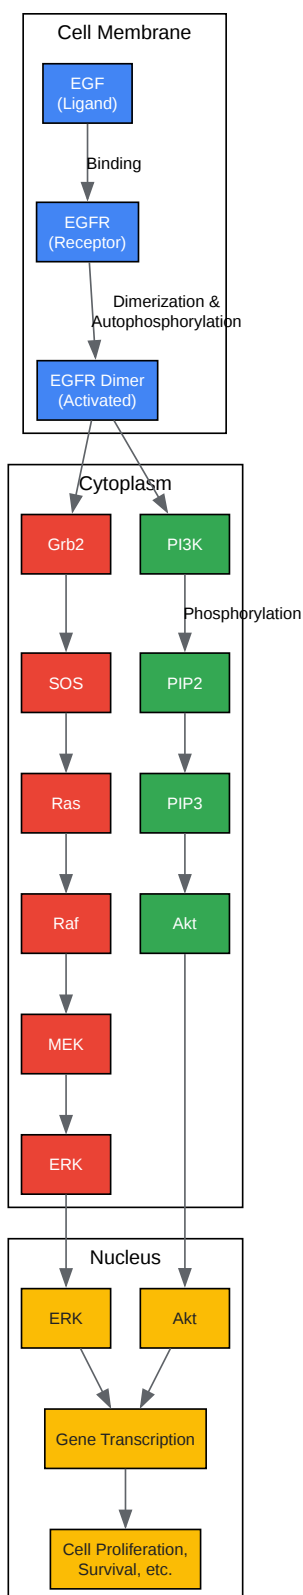 Cell Membrane
EGF
(Ligand)
Binding
EGFR
(Receptor)
Dimerization &
Autophosphorylation
EGFR Dimer
(Activated)
Cytoplasm
Grb2
PI3K
Phosphorylation
SOS
PIP2
Ras
PIP3
Raf
Akt
MEK
ERK
Nucleus
ERK
Akt
Gene Transcription
Cell Proliferation,
Survival, etc.